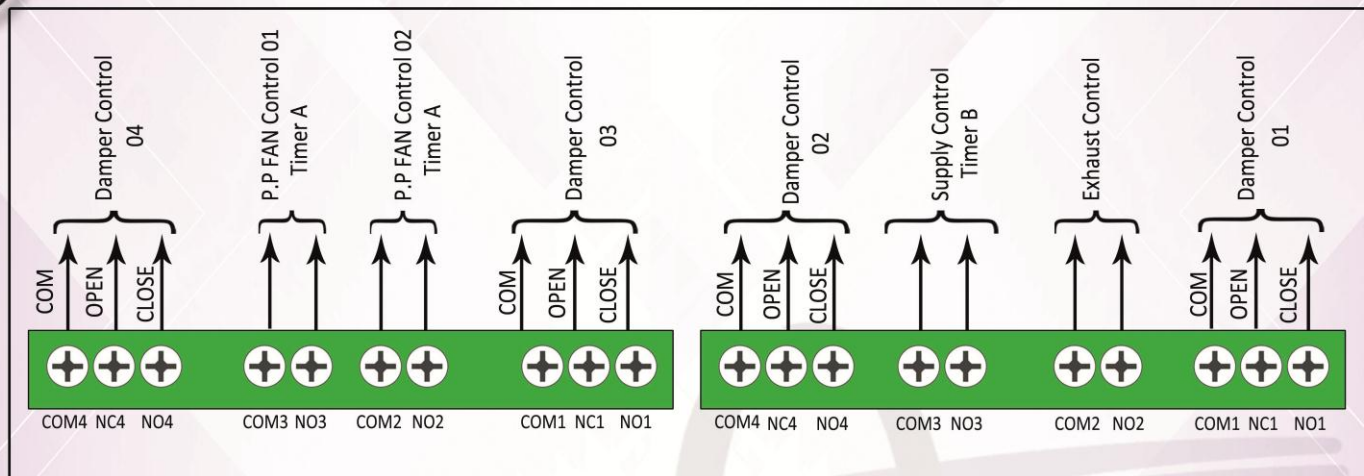 Damper Control
04
P.P FAN Control 01
Timer A
P.P FAN Control 02
Timer A
Damper Control
03
Damper Control
02
Supply Control
Timer B
Exhaust Control
Damper Control
01
COM OPEN CLOSE COM OPEN CLOSE COM OPEN CLOSE COM OPEN CLOSE
COM4 NC4 NO4 COM3 NO3 COM2 NO2 COM1 NC1 NO1 COM4 NC4 NO4 COM3 NO3 COM2 NO2 COM1 NC1 NO1